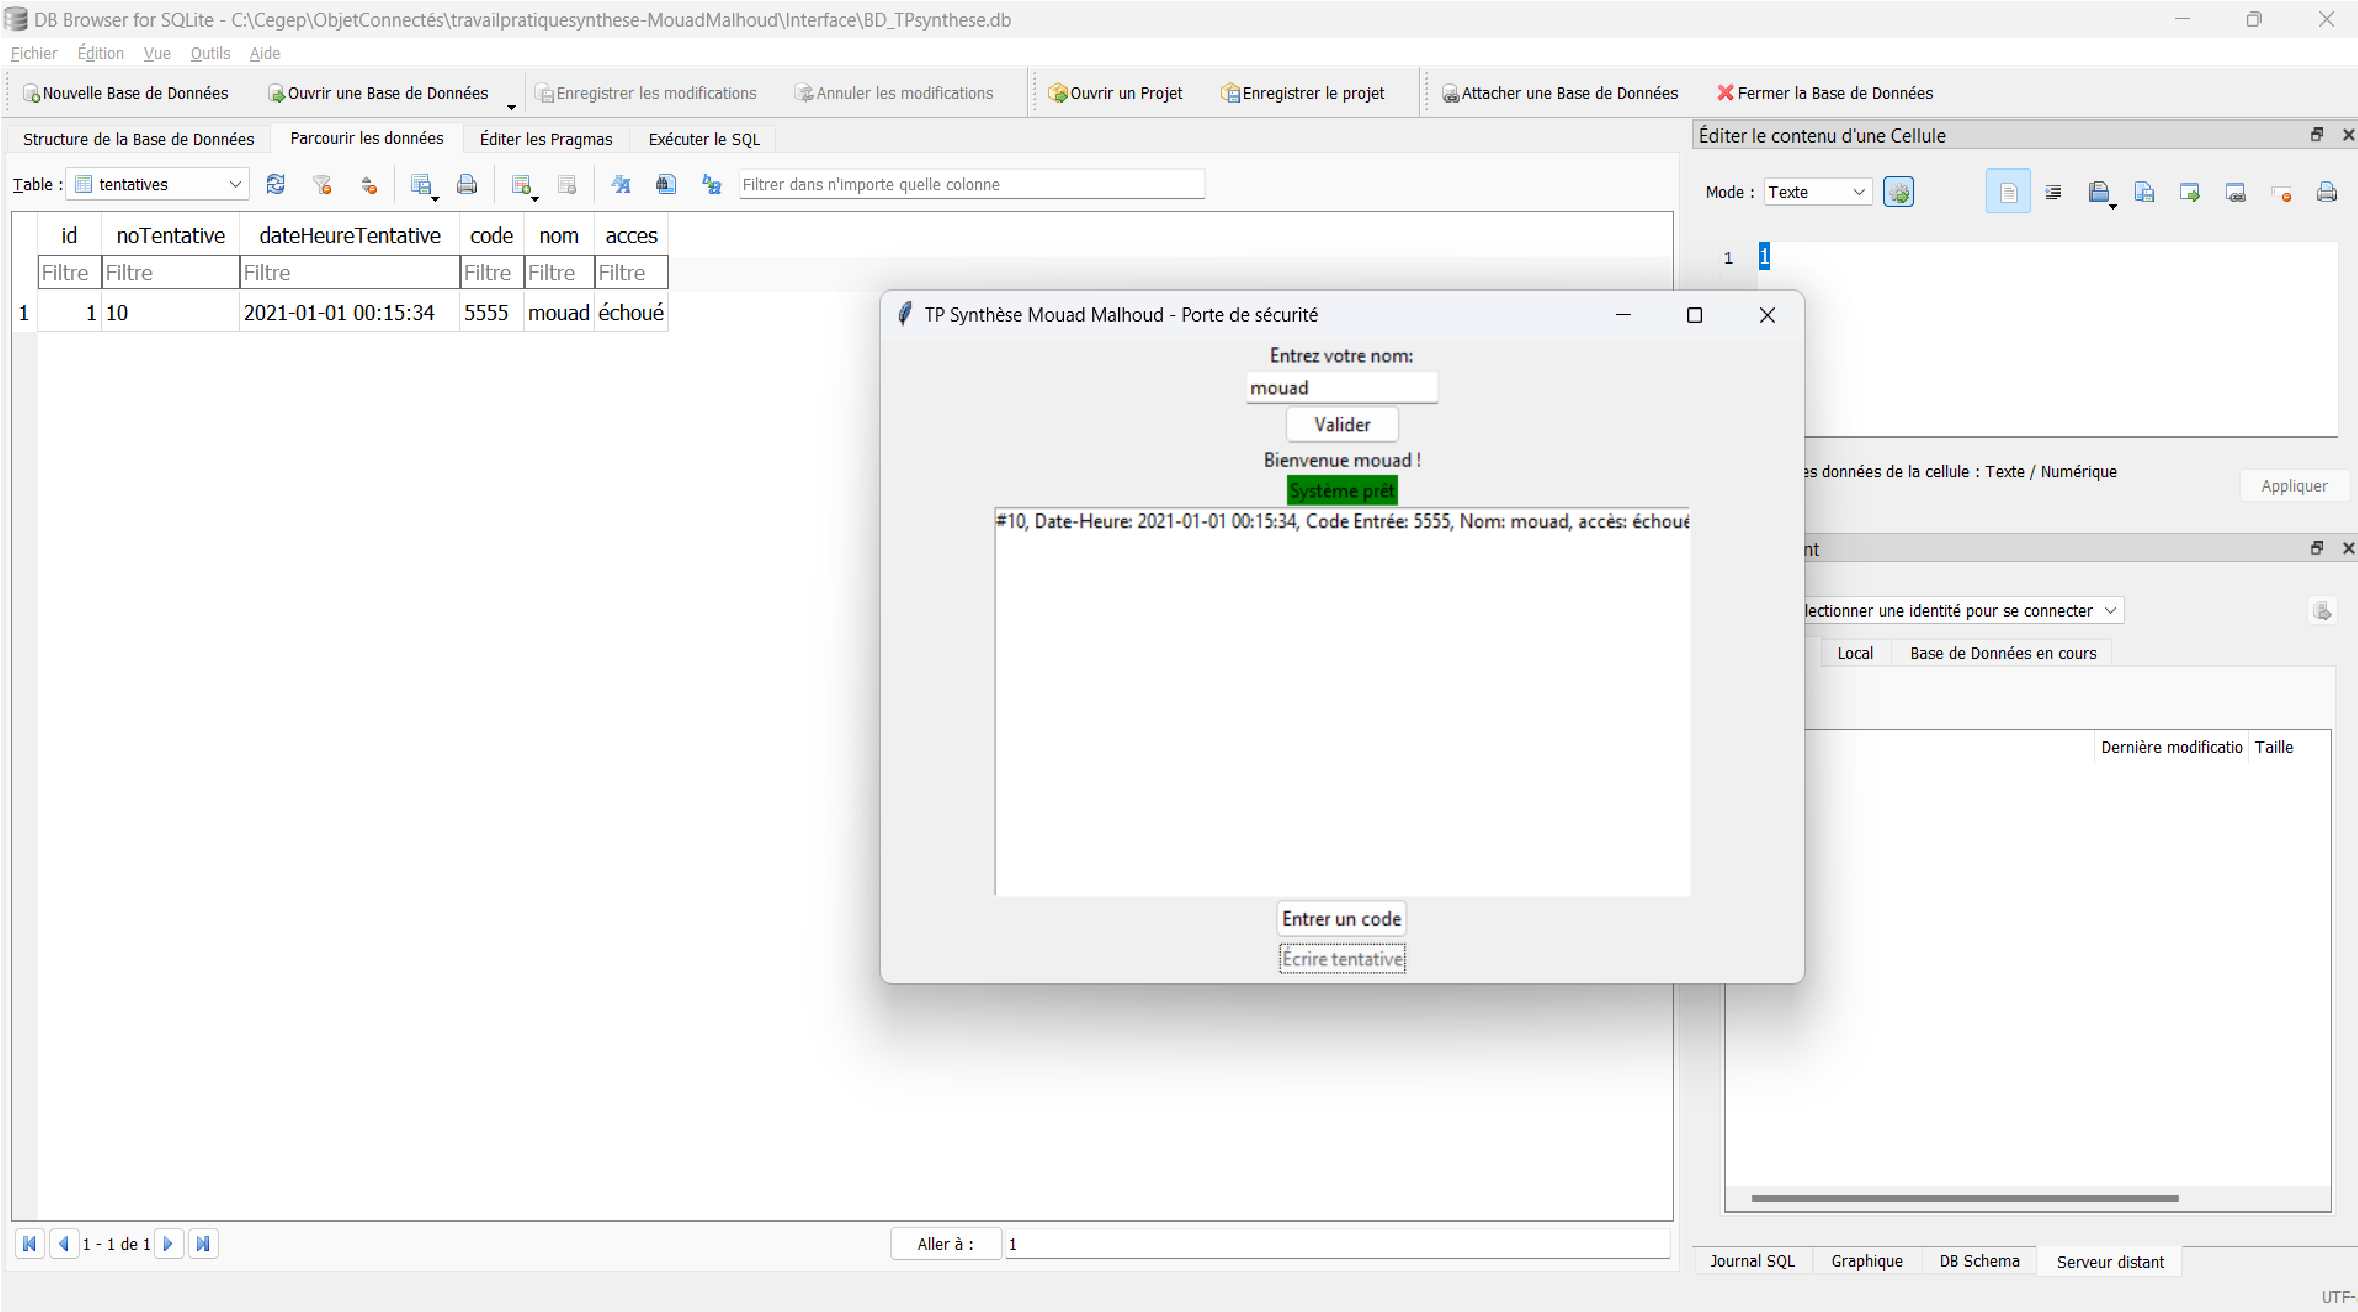 DB Browser for SQLite - C:\Cegep\ObjetConnectés\travailpratiquesynthese-MouadMalhoud\Interface\BD_TPsynthese.db
Fichier Édition Vue Outils Aide
Nouvelle Base de Données Ouvrir une Base de Données Enregistrer les modifications Annuler les modifications Ouvrir un Projet Enregistrer le projet Attacher une Base de Données Fermer la Base de Données
Structure de la Base de Données Parcourir les données Éditer les Pragmas Exécuter le SQL
Table : tentatives Filtrer dans n'importe quelle colonne
id noTentative dateHeureTentative code nom acces
Filtre Filtre Filtre Filtre Filtre Filtre
1 1 10 2021-01-01 00:15:34 5555 mouad échoué
1 - 1 de 1 Aller à : 1
TP Synthèse Mouad Malhoud - Porte de sécurité
Entrez votre nom:
mouad
Valider
Bienvenue mouad !
Système prêt
#10, Date-Heure: 2021-01-01 00:15:34, Code Entrée: 5555, Nom: mouad, accès: échoué
Entrer un code
Écrire tentative
Éditer le contenu d'une Cellule
Mode : Texte
1 1
es données de la cellule : Texte / Numérique
Appliquer
nt
lectionner une identité pour se connecter
Local Base de Données en cours
Dernière modificatio Taille
Journal SQL Graphique DB Schema Serveur distant
UTF-